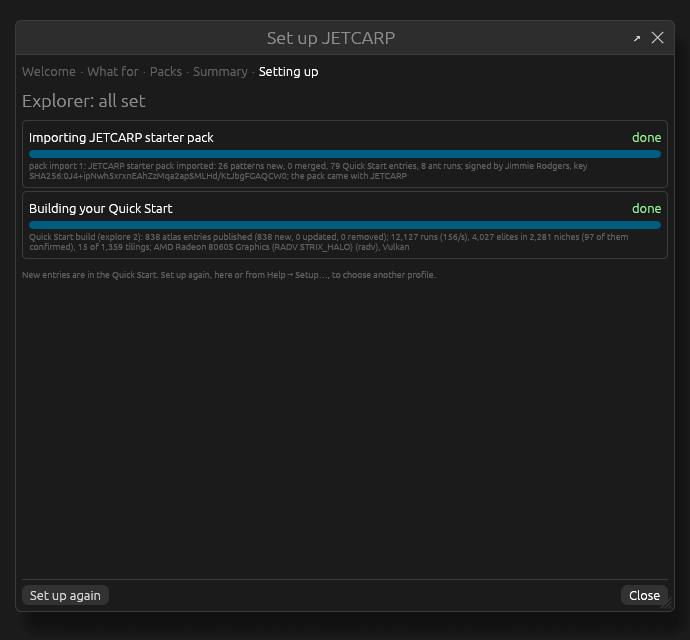 Set up JETCARP
Welcome · What for · Packs · Summary · Setting up
Explorer: all set
Importing JETCARP starter pack done
pack import 1: JETCARP starter pack imported: 26 patterns new, 0 merged, 79 Quick Start entries, 8 ant runs; signed by Jimmie Rodgers, key
SHA256:0J4+ipNwh5xrxnEAhZzMqa2apSMLHd/KtJbgFGAQCW0; the pack came with JETCARP
Building your Quick Start done
Quick Start build (explore 2): 838 atlas entries published (838 new, 0 updated, 0 removed); 12,127 runs (156/s), 4,027 elites in 2,281 niches (97 of them
confirmed), 15 of 1,359 tilings; AMD Radeon 8060S Graphics (RADV STRIX_HALO) (radv), Vulkan
New entries are in the Quick Start. Set up again, here or from Help → Setup…, to choose another profile.
Set up again Close